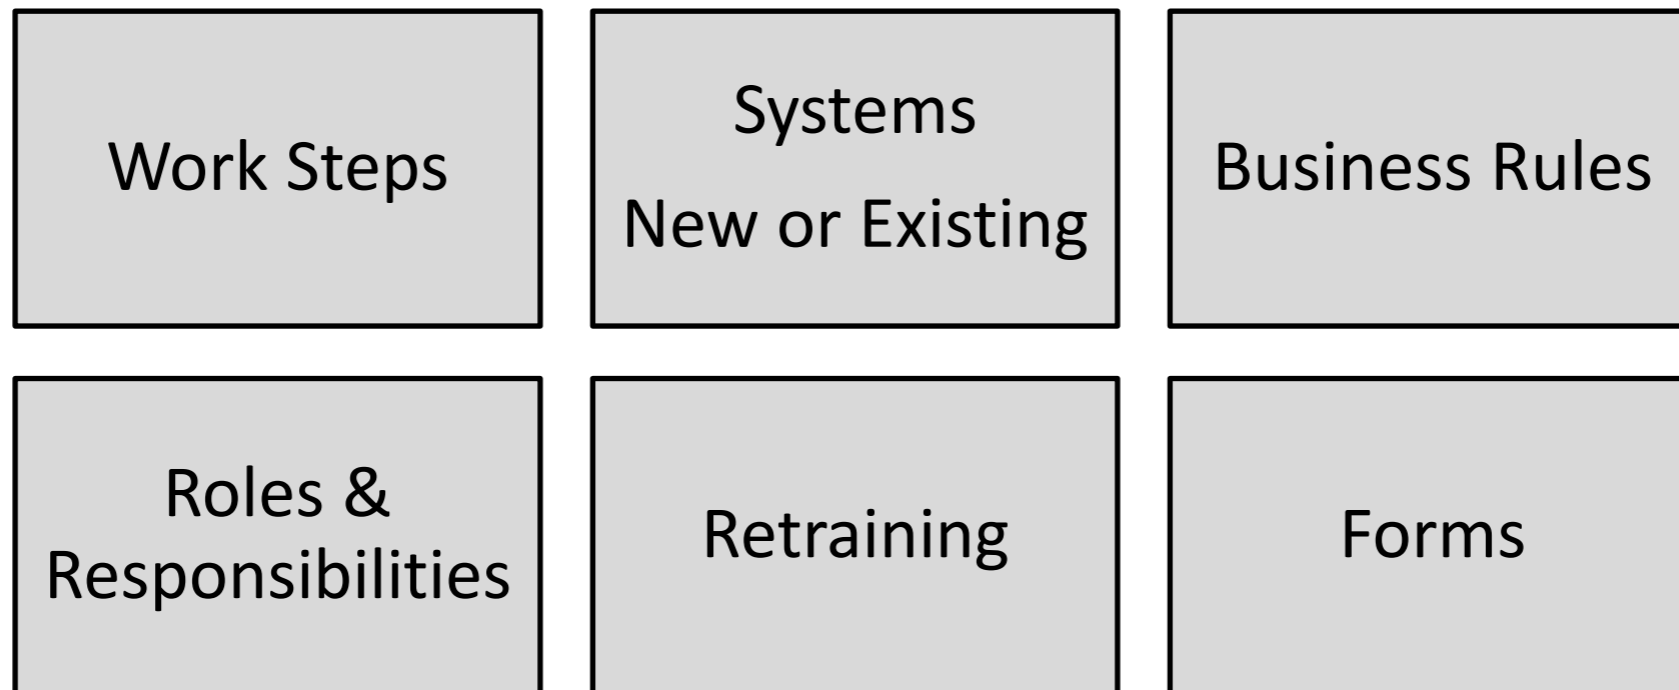 Work Steps
Systems
New or Existing
Business Rules
Roles &
Responsibilities
Retraining
Forms